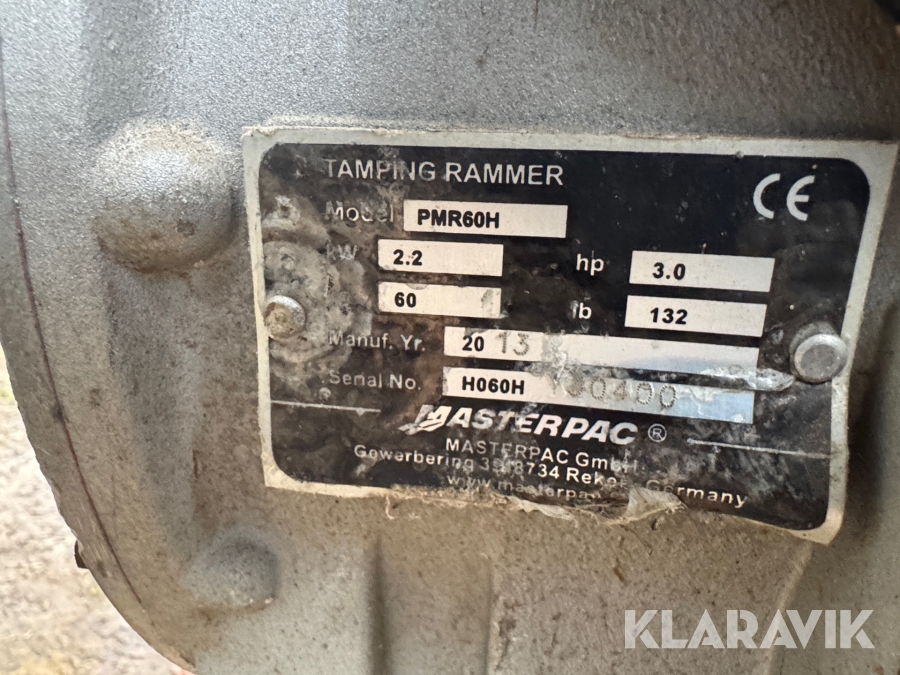 TAMPING RAMMER
CE
Model PMR60H
kW 2.2 hp 3.0
60 lb 132
Manuf. Yr. 20 13
Serial No. H060H
MASTERPAC ®
MASTERPAC GmbH
Gewerbering Germany
KLARAVIK